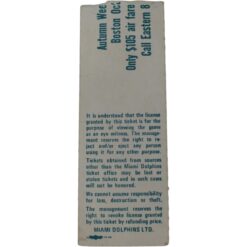 Autumn Wee
Boston Oc
Only $105 air fare
Call Eastern 8
It is understood that the license
granted by this ticket is for the
purpose of viewing the game
as an eye witness. The manage-
ment reserves the right to re-
ject and/or eject any person
using it for any other purpose.
Tickets obtained from sources
other than the Miami Dolphins
ticket office may be lost or
stolen tickets and in such case
will not be honored.
We cannot assume responsibility
for loss, destruction or theft.
The management reserves the
right to revoke license granted
by this ticket by refunding price.
MIAMI DOLPHINS LTD.